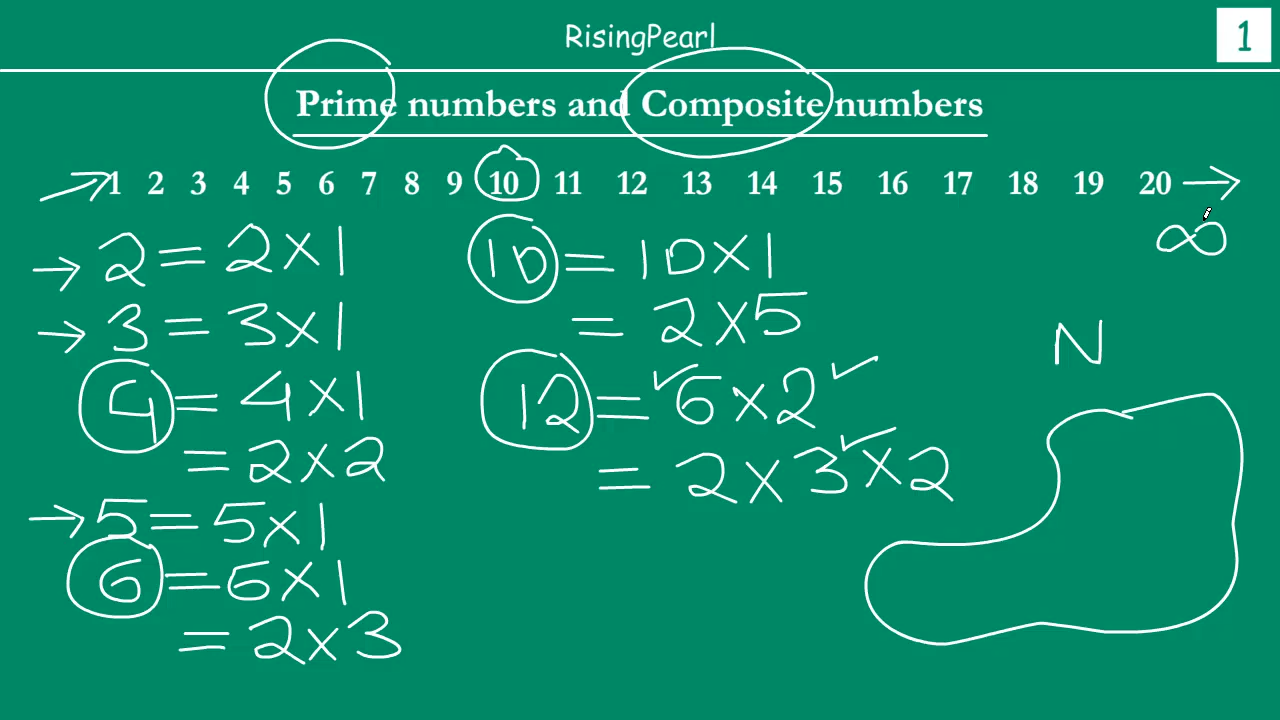 RisingPearl
1
Prime numbers and Composite numbers
1 2 3 4 5 6 7 8 9 10 11 12 13 14 15 16 17 18 19 20 →
∞
→ 2 = 2×1
→ 3 = 3×1
4 = 4×1
= 2×2
→ 5 = 5×1
6 = 6×1
= 2×3
10 = 10×1
= 2×5
12 = 6×2
= 2×3×2
N